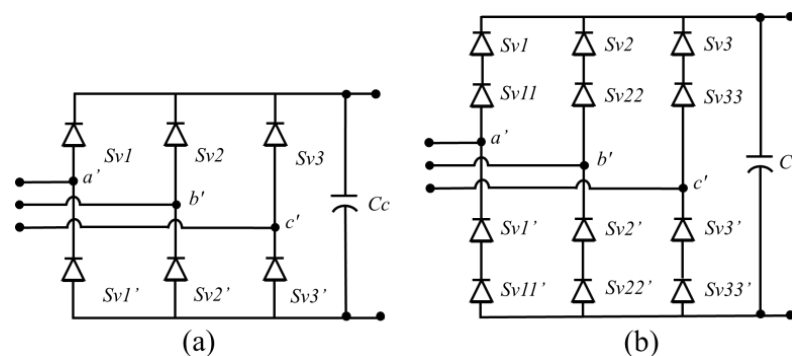 Sv1
Sv2
Sv3
a'
b'
c'
Cc
Sv1'
Sv2'
Sv3'
(a)
Sv1
Sv2
Sv3
Sv11
Sv22
Sv33
a'
b'
c'
C
Sv1'
Sv2'
Sv3'
Sv11'
Sv22'
Sv33'
(b)